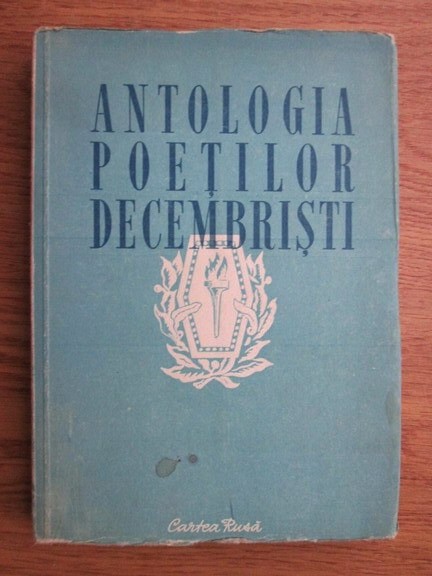 ANTOLOGIA
POEȚILOR
DECEMBRIȘTI
Cartea Rusă